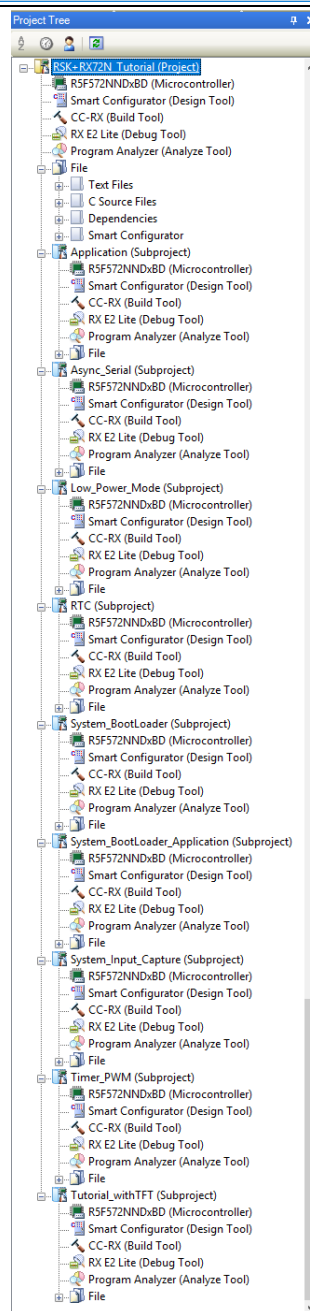 Project Tree
RSK+RX72N_Tutorial (Project)
R5F572NNDxBD (Microcontroller)
Smart Configurator (Design Tool)
CC-RX (Build Tool)
RX E2 Lite (Debug Tool)
Program Analyzer (Analyze Tool)
File
Text Files
C Source Files
Dependencies
Smart Configurator
Application (Subproject)
R5F572NNDxBD (Microcontroller)
Smart Configurator (Design Tool)
CC-RX (Build Tool)
RX E2 Lite (Debug Tool)
Program Analyzer (Analyze Tool)
File
Async_Serial (Subproject)
R5F572NNDxBD (Microcontroller)
Smart Configurator (Design Tool)
CC-RX (Build Tool)
RX E2 Lite (Debug Tool)
Program Analyzer (Analyze Tool)
File
Low_Power_Mode (Subproject)
R5F572NNDxBD (Microcontroller)
Smart Configurator (Design Tool)
CC-RX (Build Tool)
RX E2 Lite (Debug Tool)
Program Analyzer (Analyze Tool)
File
RTC (Subproject)
R5F572NNDxBD (Microcontroller)
Smart Configurator (Design Tool)
CC-RX (Build Tool)
RX E2 Lite (Debug Tool)
Program Analyzer (Analyze Tool)
File
System_BootLoader (Subproject)
R5F572NNDxBD (Microcontroller)
Smart Configurator (Design Tool)
CC-RX (Build Tool)
RX E2 Lite (Debug Tool)
Program Analyzer (Analyze Tool)
File
System_BootLoader_Application (Subproject)
R5F572NNDxBD (Microcontroller)
Smart Configurator (Design Tool)
CC-RX (Build Tool)
RX E2 Lite (Debug Tool)
Program Analyzer (Analyze Tool)
File
System_Input_Capture (Subproject)
R5F572NNDxBD (Microcontroller)
Smart Configurator (Design Tool)
CC-RX (Build Tool)
RX E2 Lite (Debug Tool)
Program Analyzer (Analyze Tool)
File
Timer_PWM (Subproject)
R5F572NNDxBD (Microcontroller)
Smart Configurator (Design Tool)
CC-RX (Build Tool)
RX E2 Lite (Debug Tool)
Program Analyzer (Analyze Tool)
File
Tutorial_withTFT (Subproject)
R5F572NNDxBD (Microcontroller)
Smart Configurator (Design Tool)
CC-RX (Build Tool)
RX E2 Lite (Debug Tool)
Program Analyzer (Analyze Tool)
File